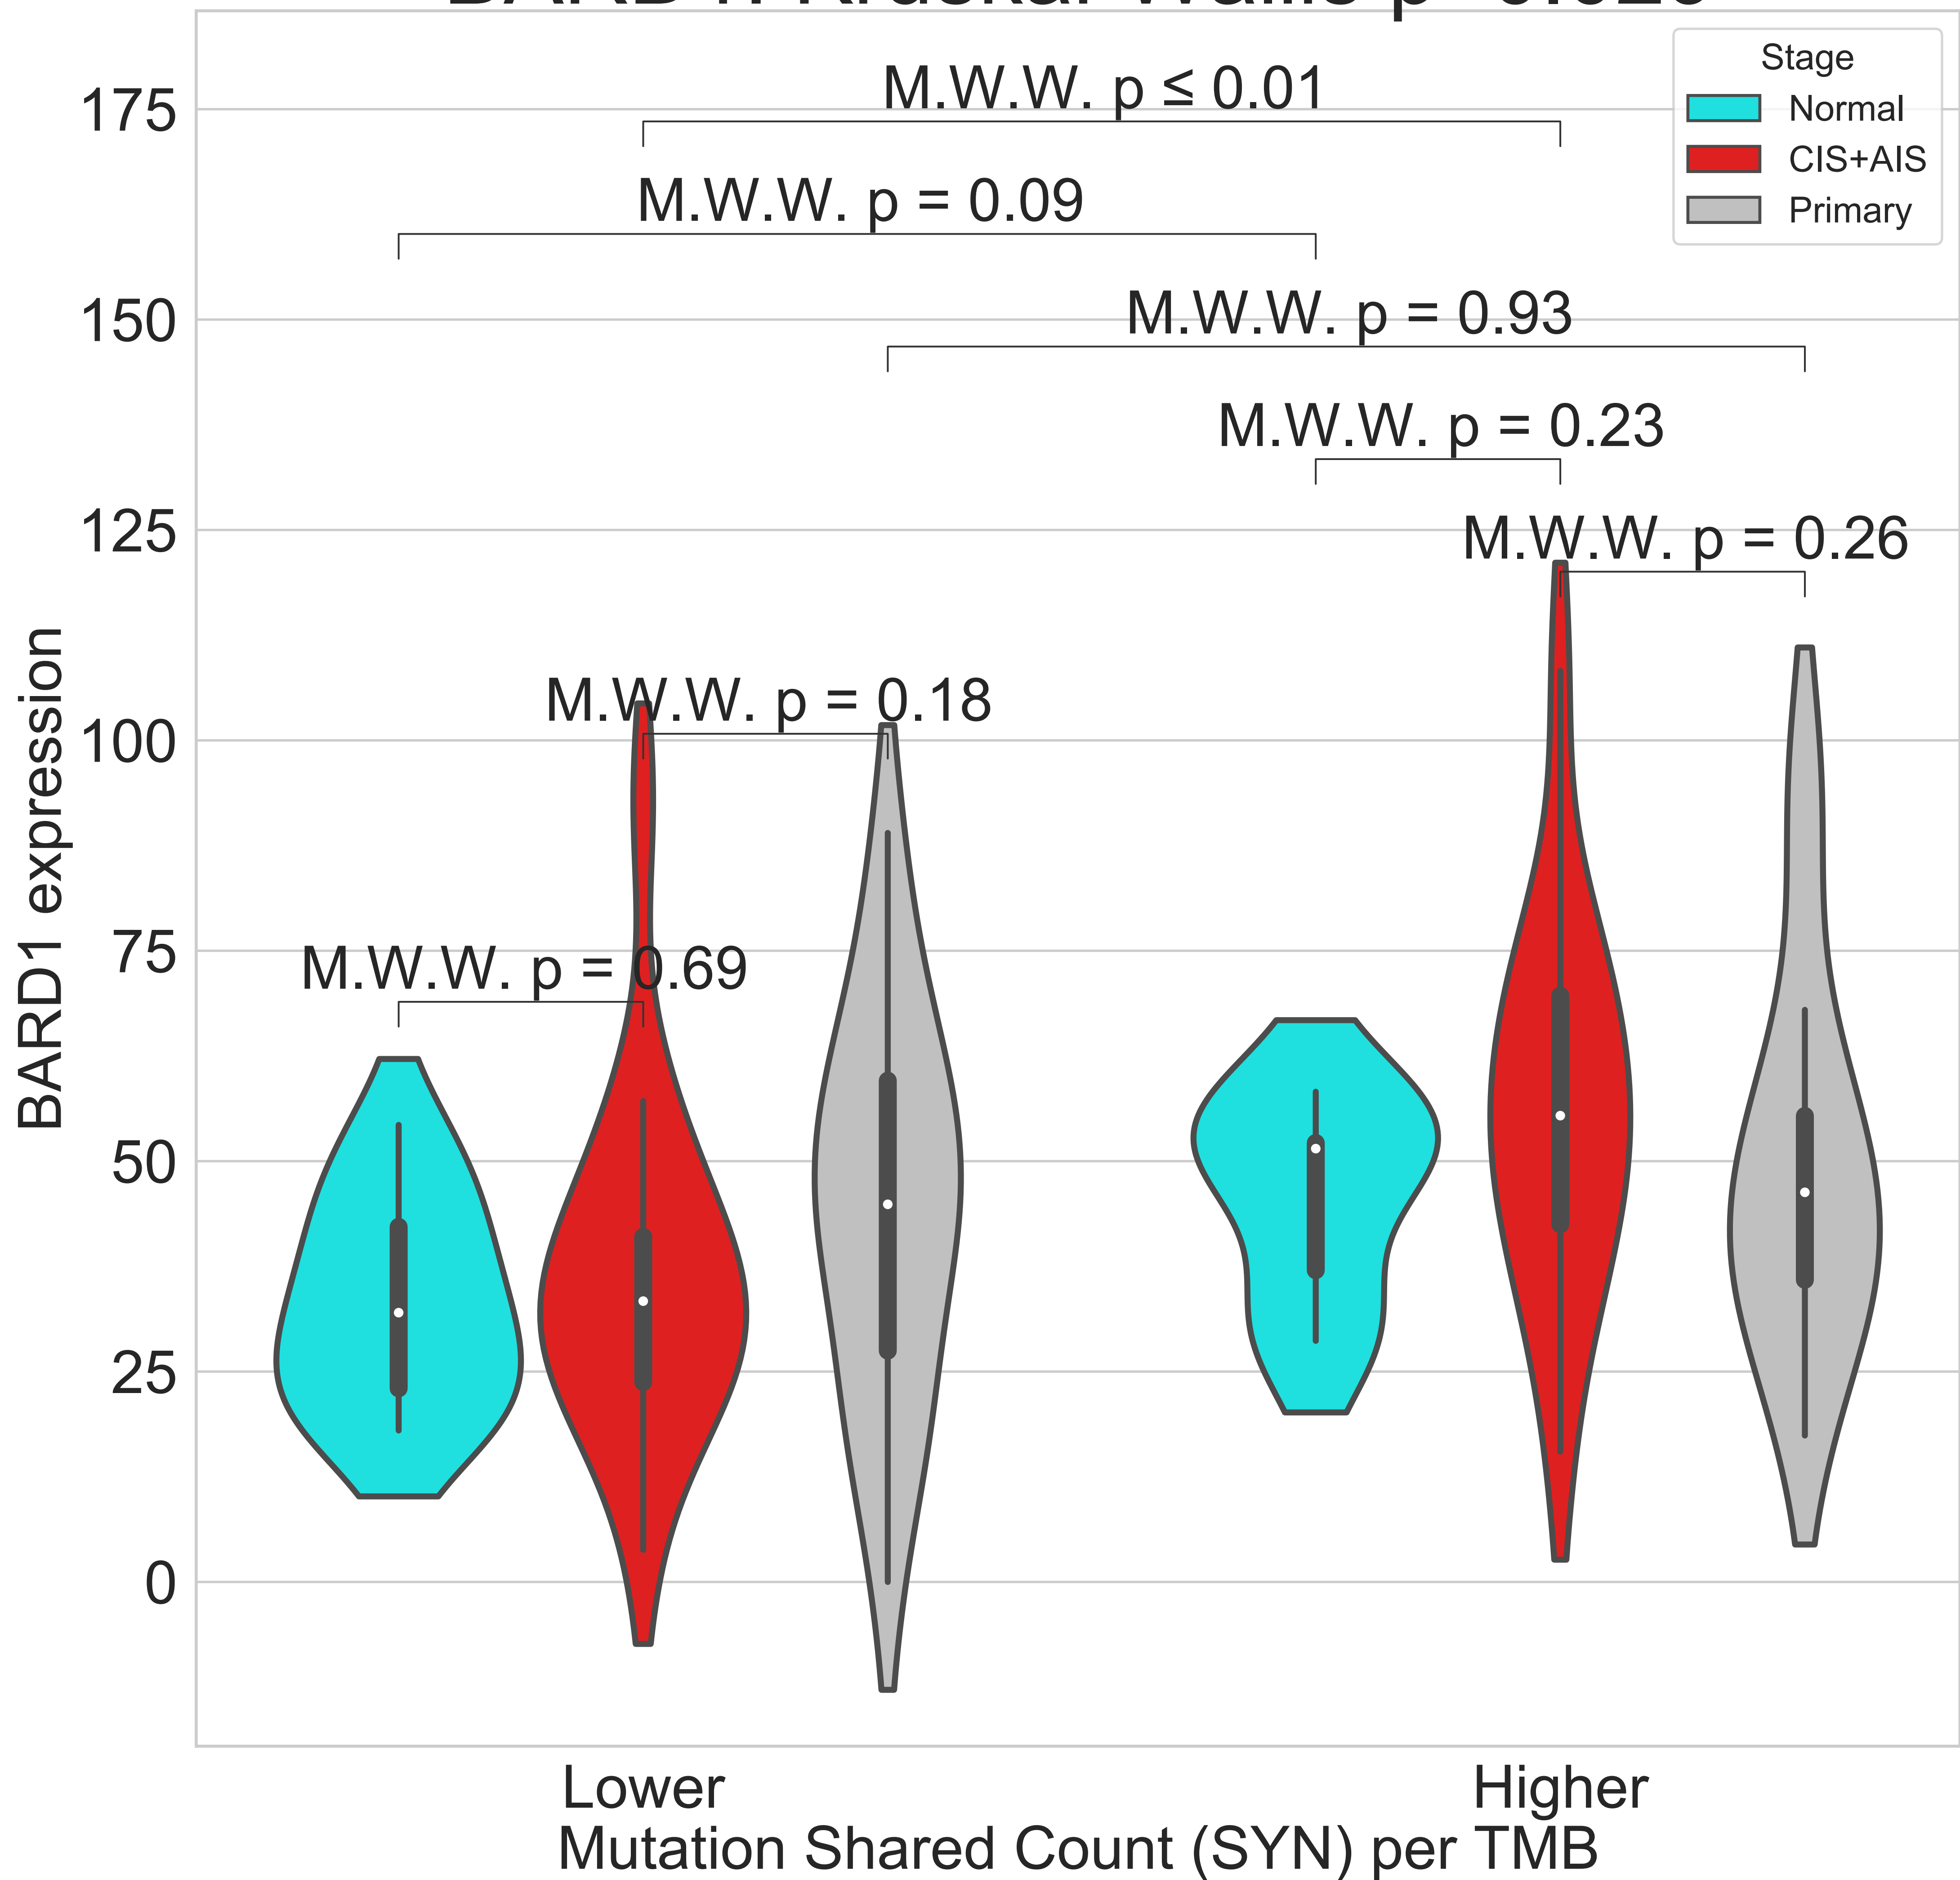 Stage
Normal
CIS+AIS
Primary
M.W.W. p ≤ 0.01
M.W.W. p = 0.09
M.W.W. p = 0.93
M.W.W. p = 0.23
M.W.W. p = 0.26
M.W.W. p = 0.18
M.W.W. p = 0.69
175
150
125
100
75
50
25
0
BARD1 expression
Lower
Higher
Mutation Shared Count (SYN) per TMB